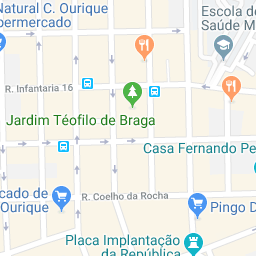 Natural C. Ourique
permercado
Escola de
Saúde M
R. Infantaria 16
Jardim Teófilo de Braga
Casa Fernando Pe
cado de
Ourique
R. Coelho da Rocha
Pingo D
Placa Implantação
da República